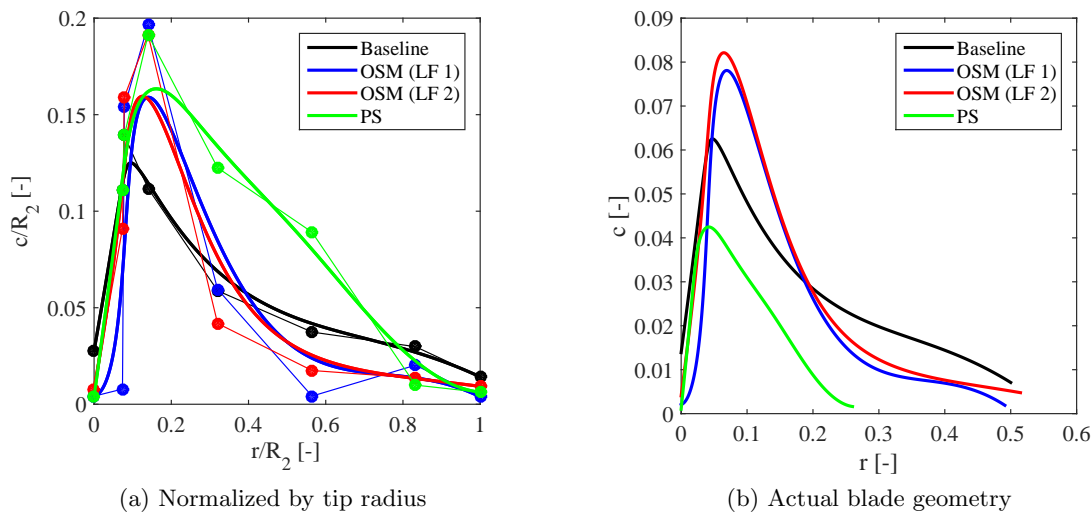 0.2
0.15
0.1
0.05
0
c/R2 [-]
0 0.2 0.4 0.6 0.8 1
r/R2 [-]
Baseline
OSM (LF 1)
OSM (LF 2)
PS
(a) Normalized by tip radius
0.09
0.08
0.07
0.06
0.05
0.04
0.03
0.02
0.01
0
c [-]
0 0.1 0.2 0.3 0.4 0.5 0.6
r [-]
Baseline
OSM (LF 1)
OSM (LF 2)
PS
(b) Actual blade geometry